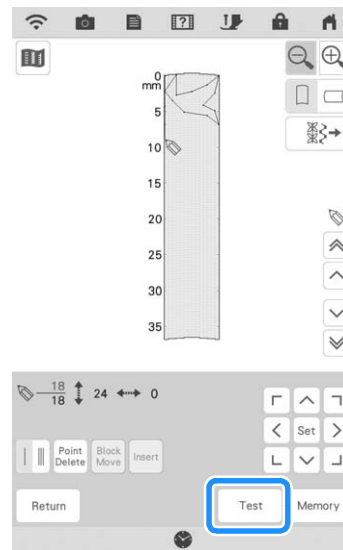 0
mm
5
10
15
20
25
30
35
18
18
24
0
Set
Point
Delete
Block
Move
Insert
Return
Test
Memory